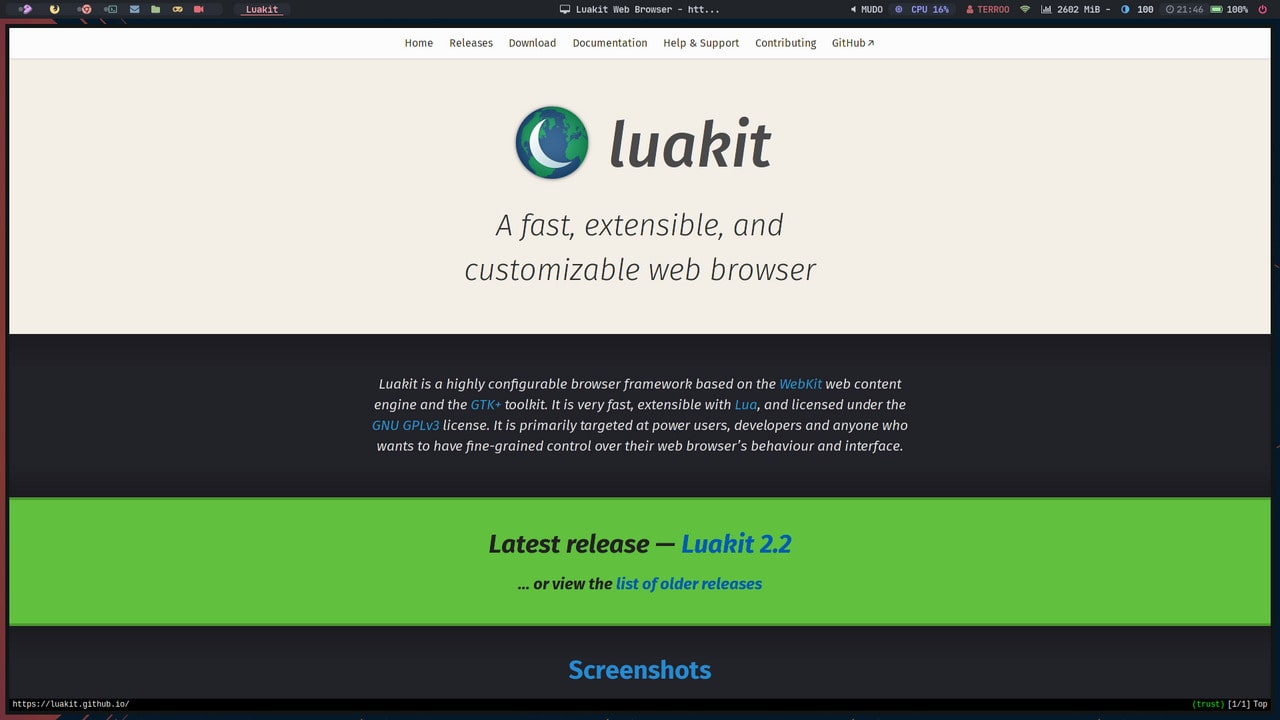 Luakit
Luakit Web Browser - htt...
MUDO
CPU 16%
TERROO
2602 MiB -
100
21:46
100%
Home Releases Download Documentation Help & Support Contributing GitHub↗
luakit
A fast, extensible, and
customizable web browser
Luakit is a highly configurable browser framework based on the WebKit web content
engine and the GTK+ toolkit. It is very fast, extensible with Lua, and licensed under the
GNU GPLv3 license. It is primarily targeted at power users, developers and anyone who
wants to have fine-grained control over their web browser’s behaviour and interface.
Latest release — Luakit 2.2
... or view the list of older releases
Screenshots
https://luakit.github.io/
(trust) [1/1] Top